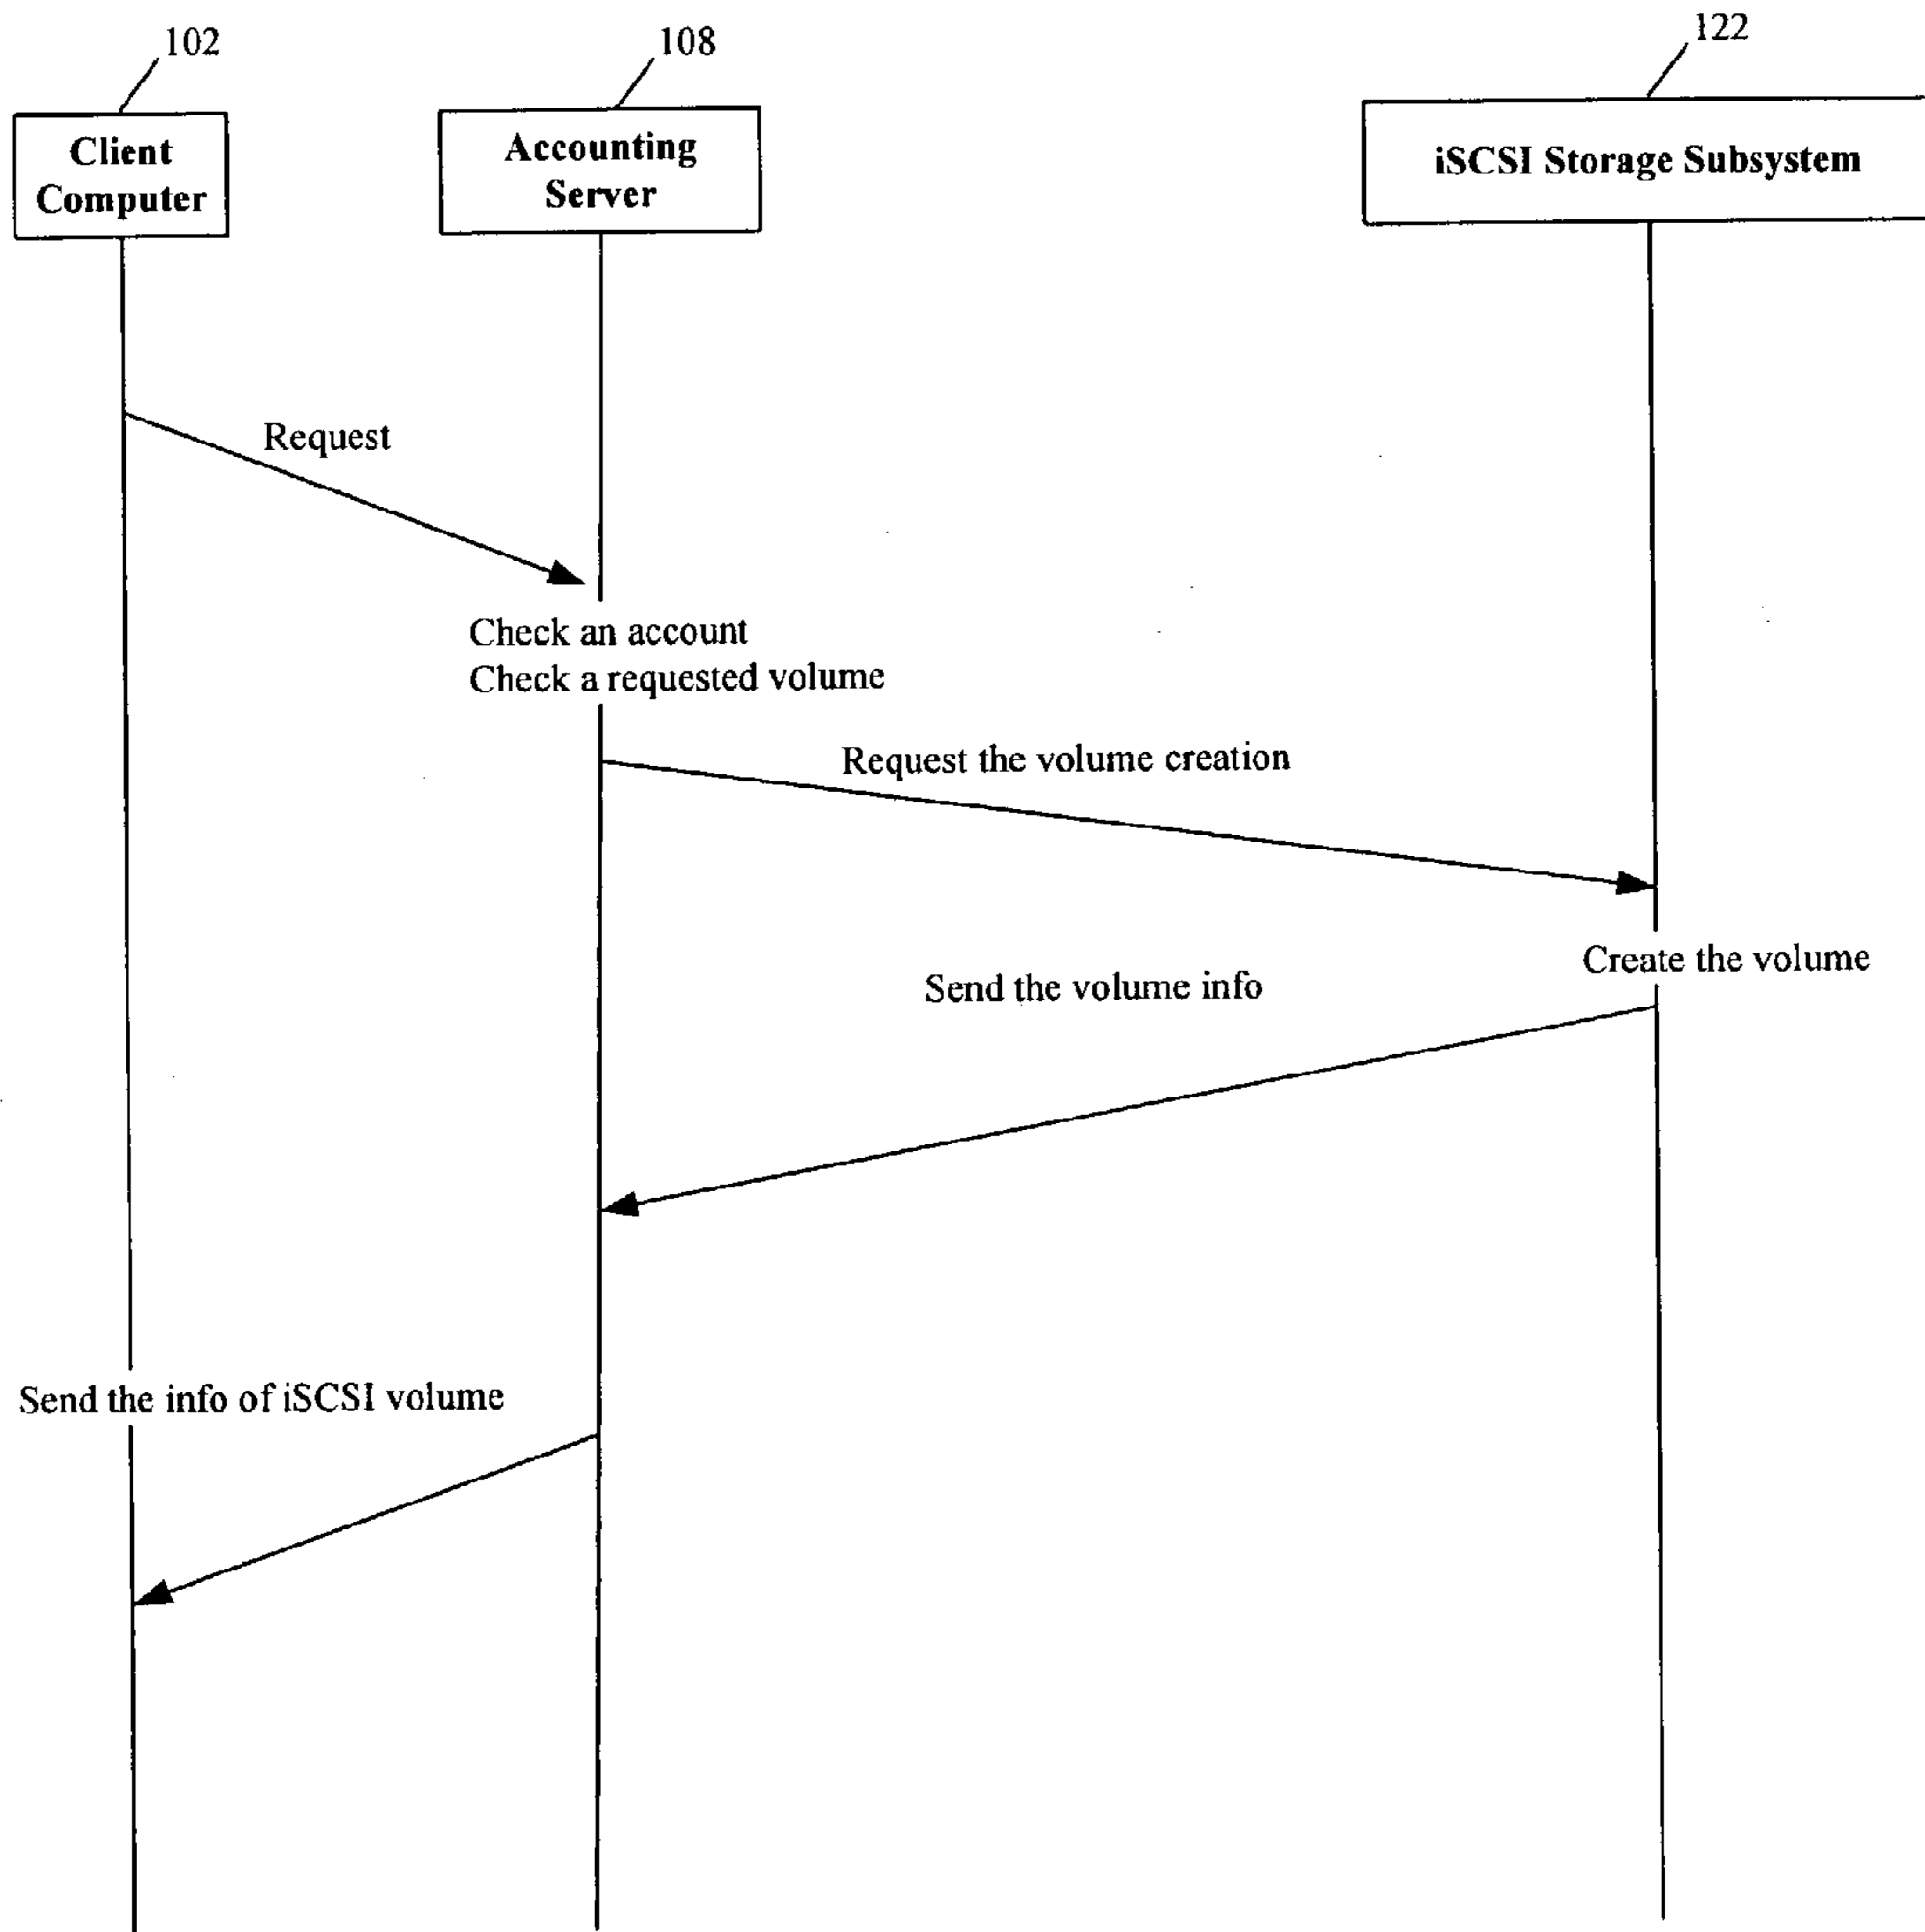 102
108
122
Client
Computer
Accounting
Server
iSCSI Storage Subsystem
Request
Check an account
Check a requested volume
Request the volume creation
Create the volume
Send the volume info
Send the info of iSCSI volume